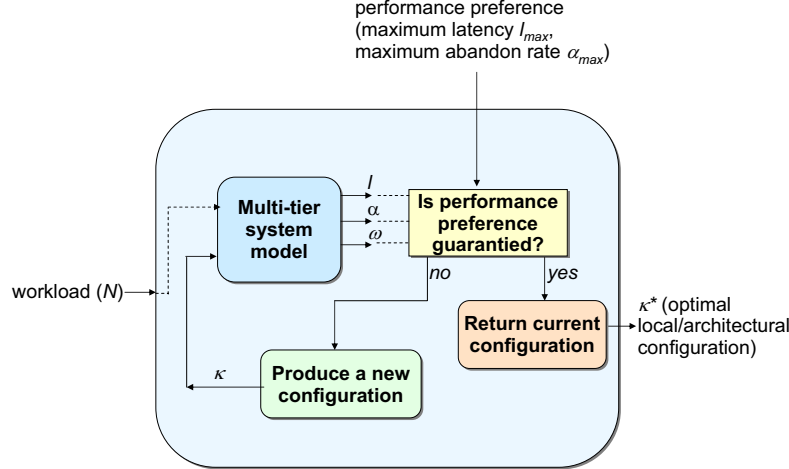 performance preference
(maximum latency lmax,
maximum abandon rate αmax)
Multi-tier
system
model
l
α
ω
Is performance
preference
guarantied?
no
yes
workload (N)
Return current
configuration
κ* (optimal
local/architectural
configuration)
Produce a new
configuration
κ